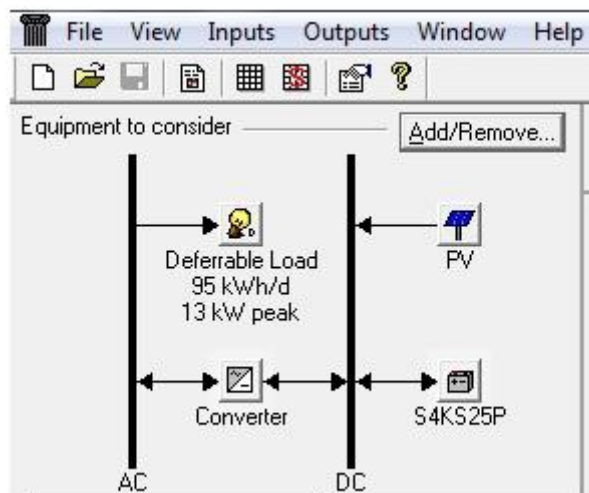 File View Inputs Outputs Window Help
Equipment to consider Add/Remove...
Deferrable Load
95 kWh/d
13 kW peak
PV
Converter
S4KS25P
AC DC